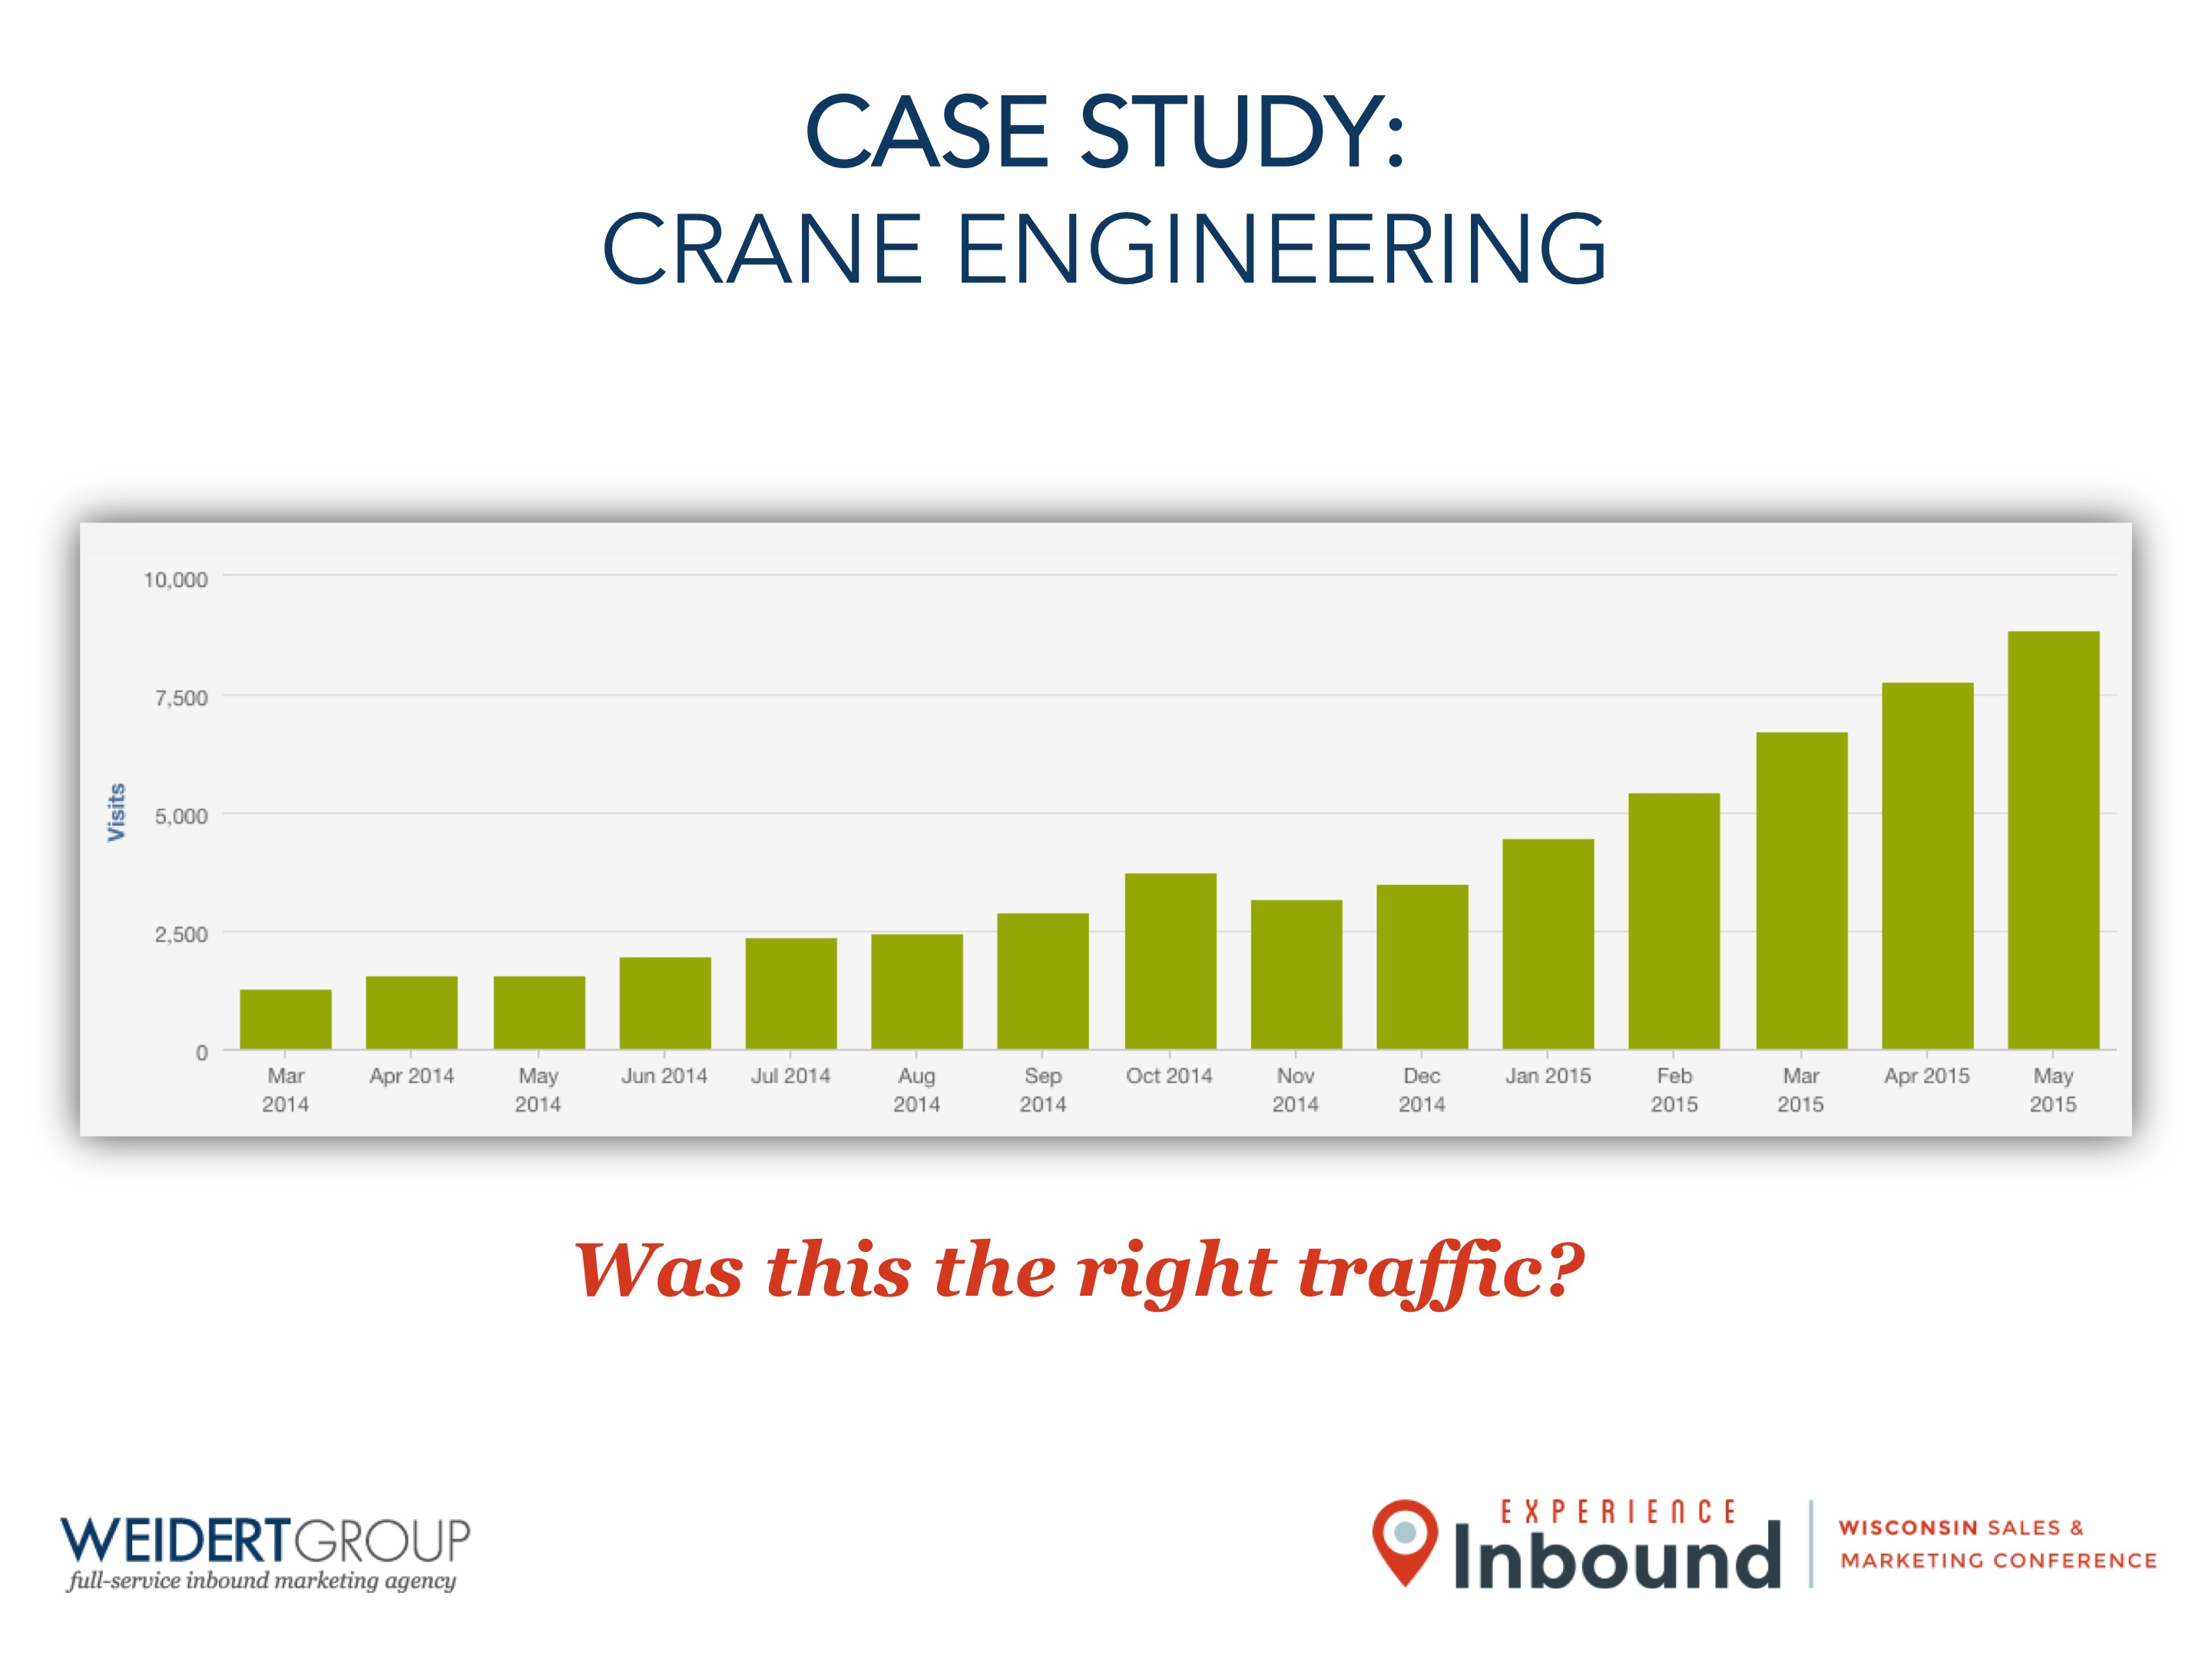 CASE STUDY:
CRANE ENGINEERING
10,000
7,500
5,000
2,500
0
Visits
Mar 2014
Apr 2014
May 2014
Jun 2014
Jul 2014
Aug 2014
Sep 2014
Oct 2014
Nov 2014
Dec 2014
Jan 2015
Feb 2015
Mar 2015
Apr 2015
May 2015
Was this the right traffic?
WEIDERTGROUP
full-service inbound marketing agency
EXPERIENCE
Inbound
WISCONSIN SALES &
MARKETING CONFERENCE